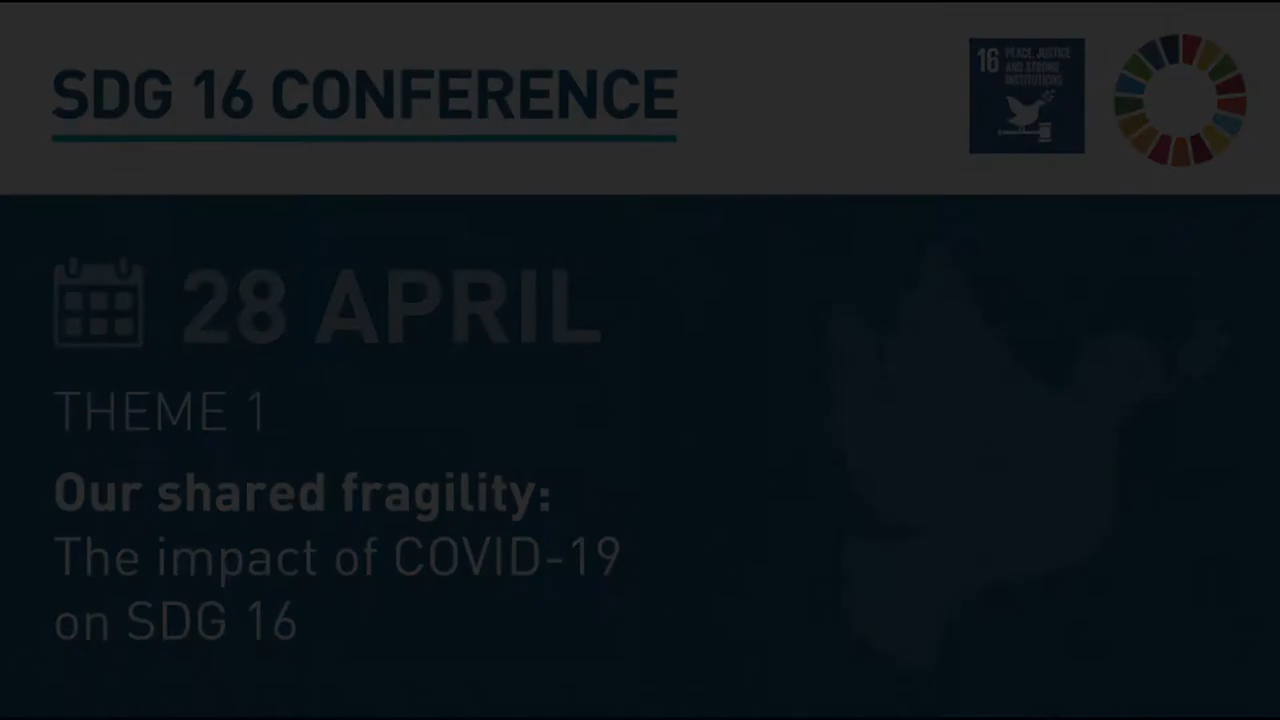 SDG 16 CONFERENCE
16 PEACE, JUSTICE
AND STRONG
INSTITUTIONS
28 APRIL
THEME 1
Our shared fragility:
The impact of COVID-19
on SDG 16